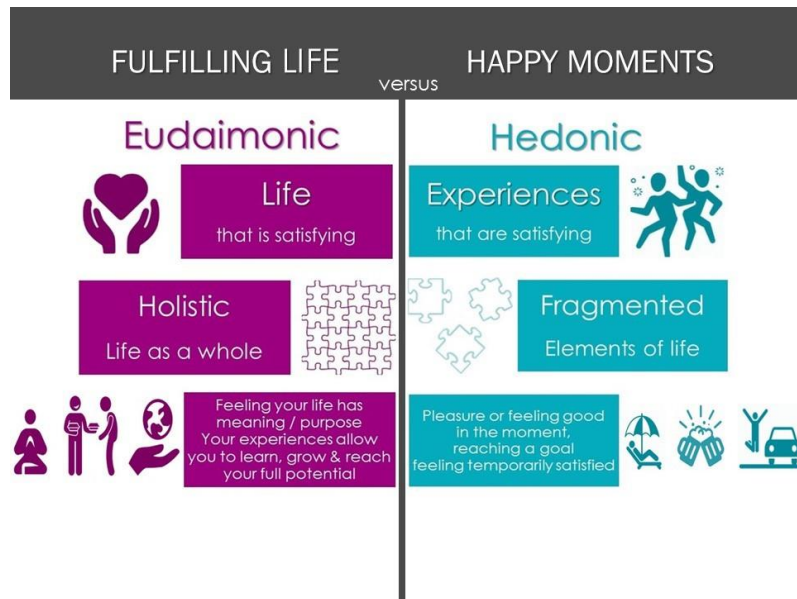 FULFILLING LIFE
versus
HAPPY MOMENTS
Eudaimonic
Life
that is satisfying
Holistic
Life as a whole
Feeling your life has
meaning / purpose
Your experiences allow
you to learn, grow & reach
your full potential
Hedonic
Experiences
that are satisfying
Fragmented
Elements of life
Pleasure or feeling good
in the moment,
reaching a goal
feeling temporarily satisfied